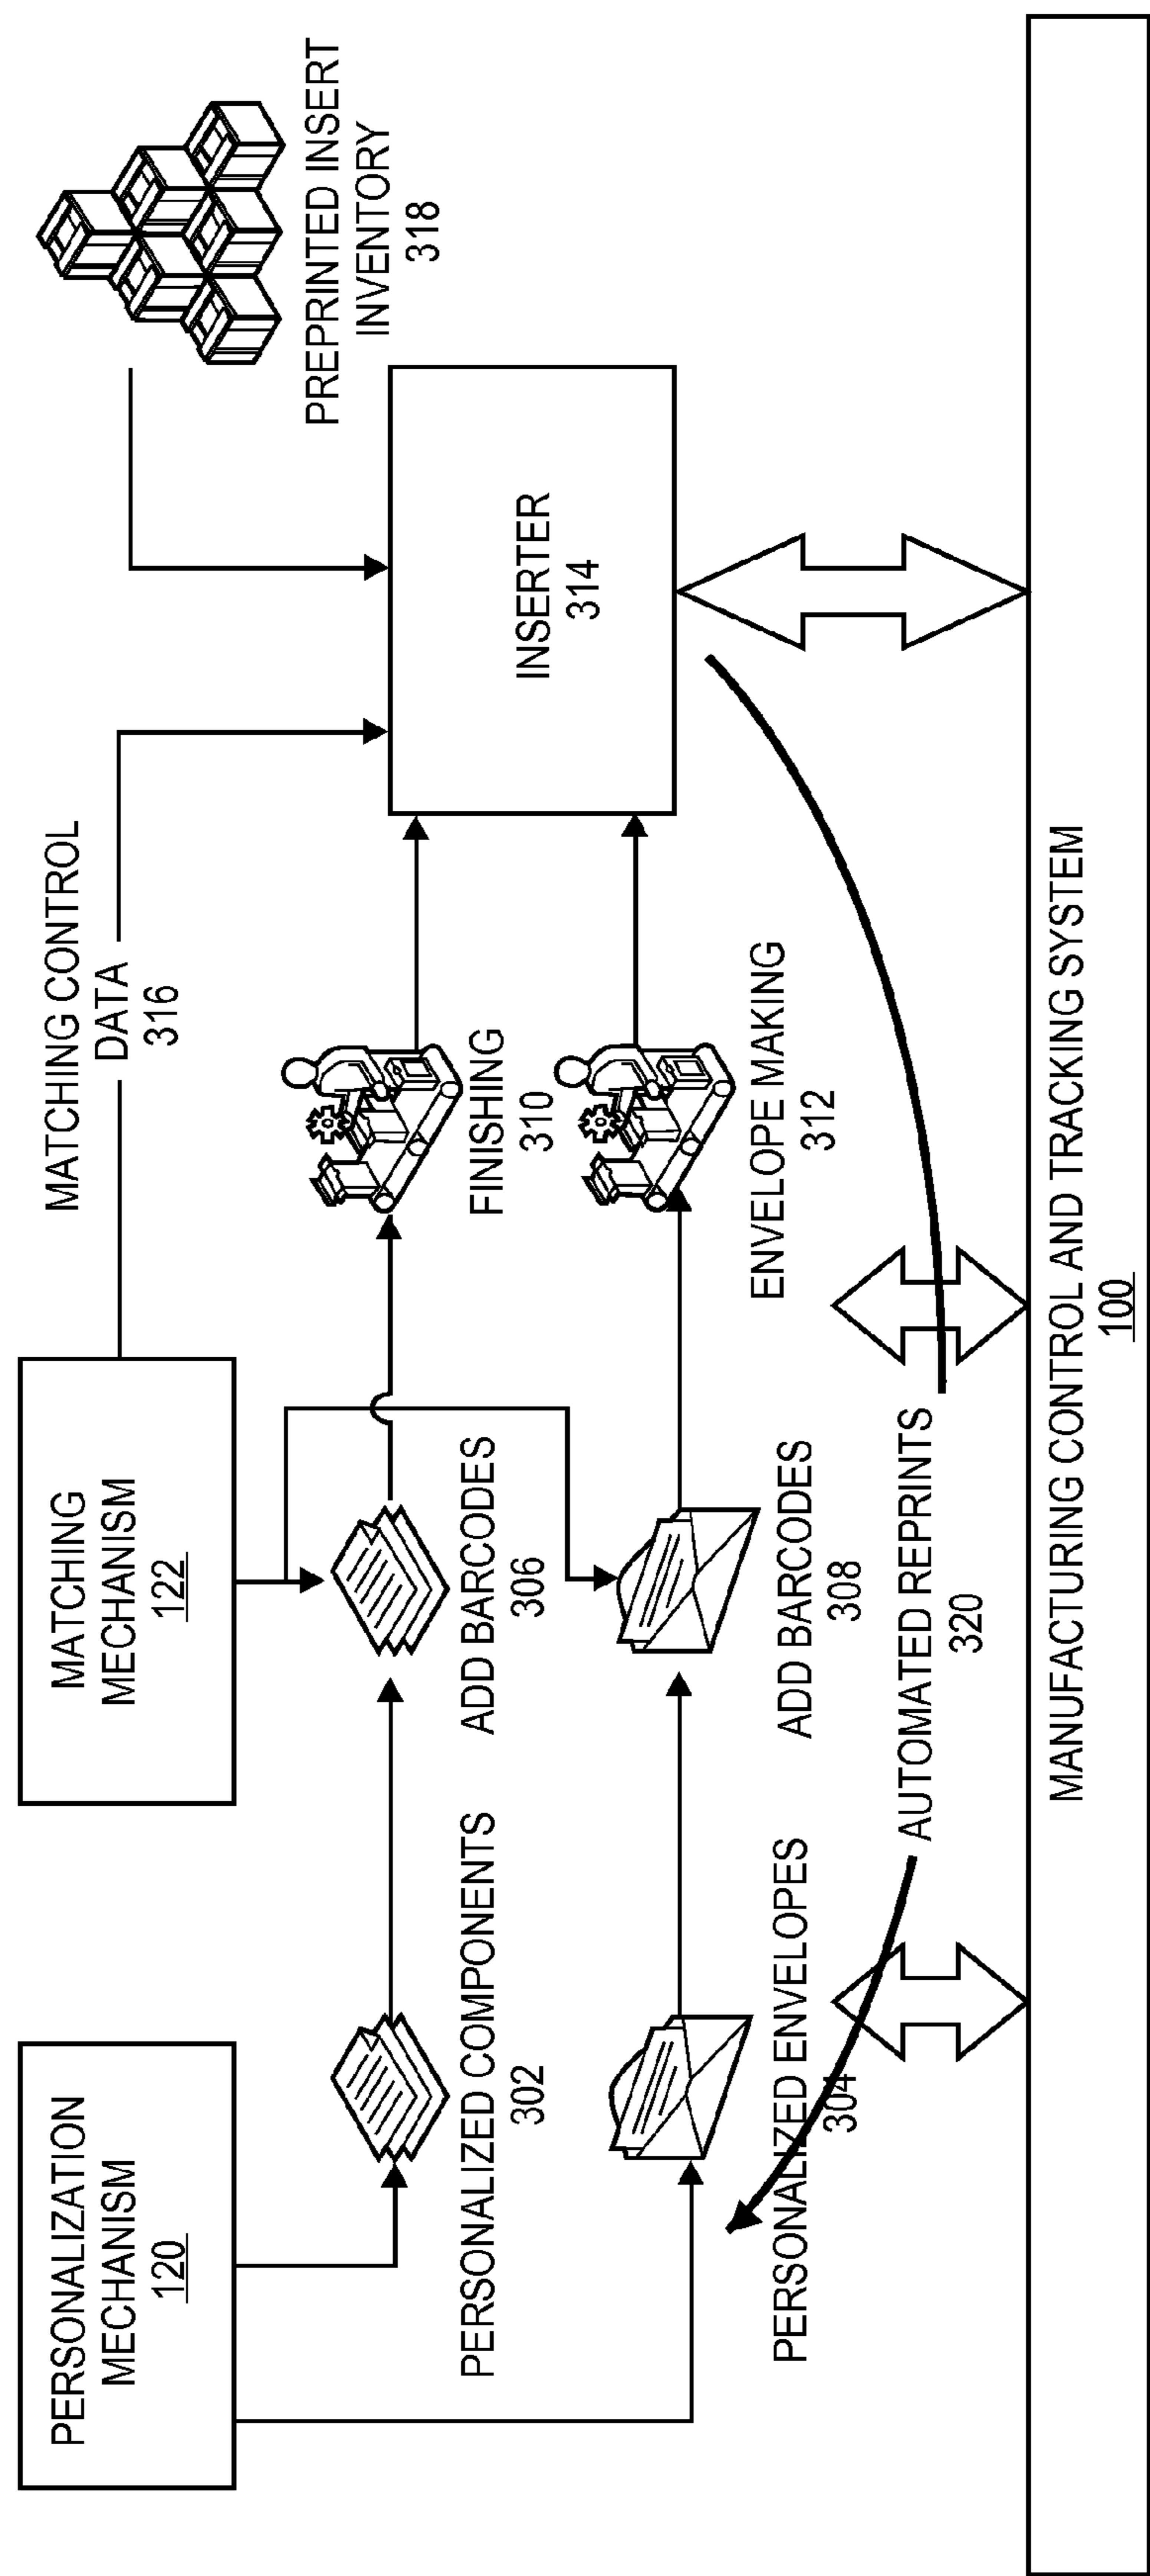 PERSONALIZATION
MECHANISM
120
MATCHING
MECHANISM
122
MATCHING CONTROL
DATA
316
PREPRINTED INSERT
INVENTORY
318
PERSONALIZED COMPONENTS
302
ADD BARCODES
306
FINISHING
310
INSERTER
314
PERSONALIZED ENVELOPES
304
ADD BARCODES
308
ENVELOPE MAKING
312
AUTOMATED REPRINTS
320
MANUFACTURING CONTROL AND TRACKING SYSTEM
100